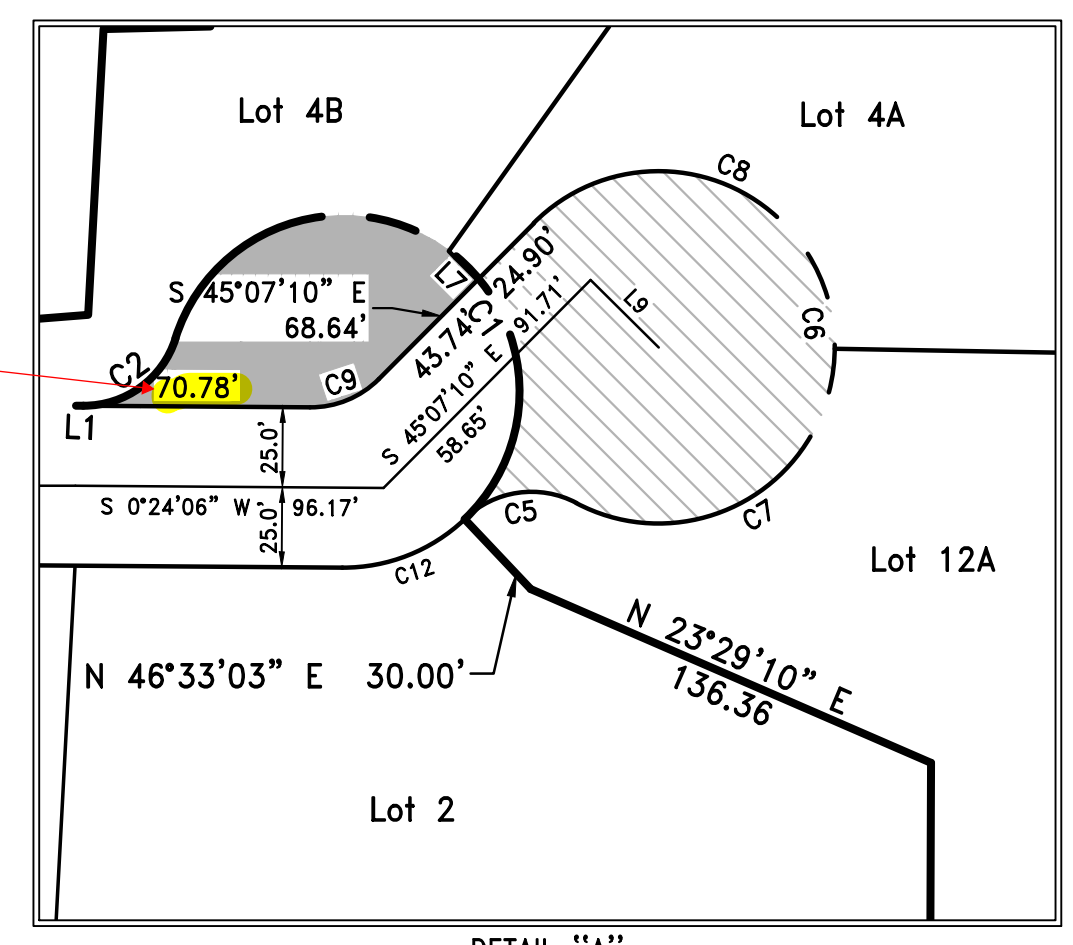 Lot 4B
Lot 4A
C8
L7
24.90'
S 45°07'10" E
68.64'
43.74'
C1
S 45°07'10" E
91.71'
58.65'
L9
C6
C2
70.78'
C9
L1
25.0'
S 0°24'06" W 96.17'
25.0'
C5
C7
C12
Lot 12A
N 46°33'03" E 30.00'
N 23°29'10" E
136.36
Lot 2
DETAIL "A"